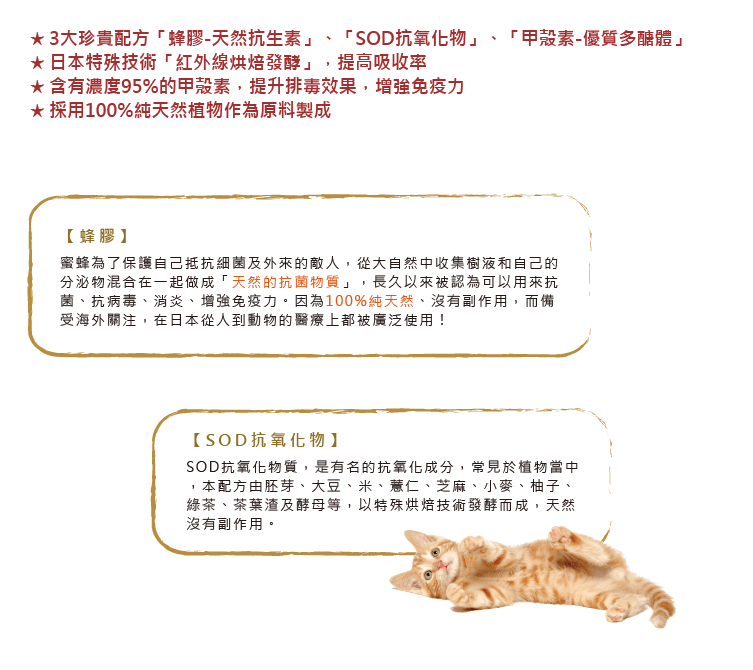 ★ 3大珍貴配方「蜂膠-天然抗生素」、「SOD抗氧化物」、「甲殼素-優質多醣體」
★ 日本特殊技術「紅外線烘焙發酵」，提高吸收率
★ 含有濃度95%的甲殼素，提升排毒效果，增強免疫力
★ 採用100%純天然植物作為原料製成
【蜂膠】
蜜蜂為了保護自己抵抗細菌及外來的敵人，從大自然中收集樹液和自己的
分泌物混合在一起做成「天然的抗菌物質」，長久以來被認為可以用來抗
菌、抗病毒、消炎、增強免疫力。因為100%純天然、沒有副作用，而備
受海外關注，在日本從人到動物的醫療上都被廣泛使用！
【SOD抗氧化物】
SOD抗氧化物質，是有名的抗氧化成分，常見於植物當中
，本配方由胚芽、大豆、米、薏仁、芝麻、小麥、柚子、
綠茶、茶葉渣及酵母等，以特殊烘焙技術發酵而成，天然
沒有副作用。